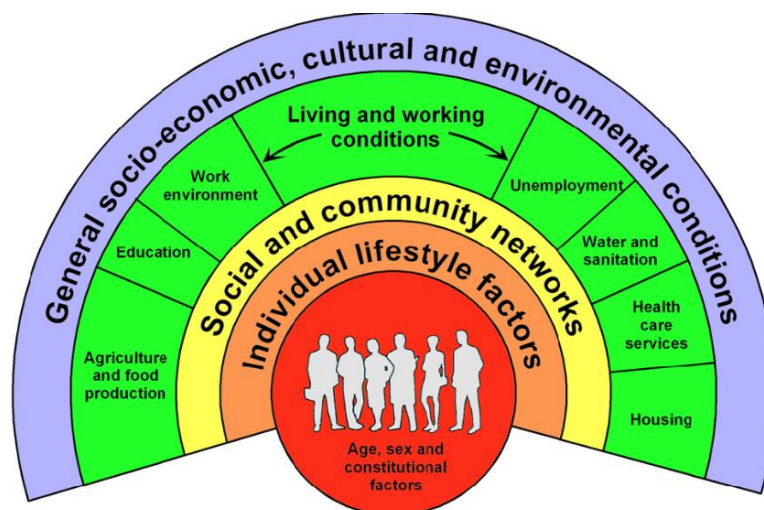 General socio-economic, cultural and environmental conditions
Living and working
conditions
Work
environment
Unemployment
Education
Water and
sanitation
Agriculture
and food
production
Health
care
services
Housing
Social and community networks
Individual lifestyle factors
Age, sex and
constitutional
factors